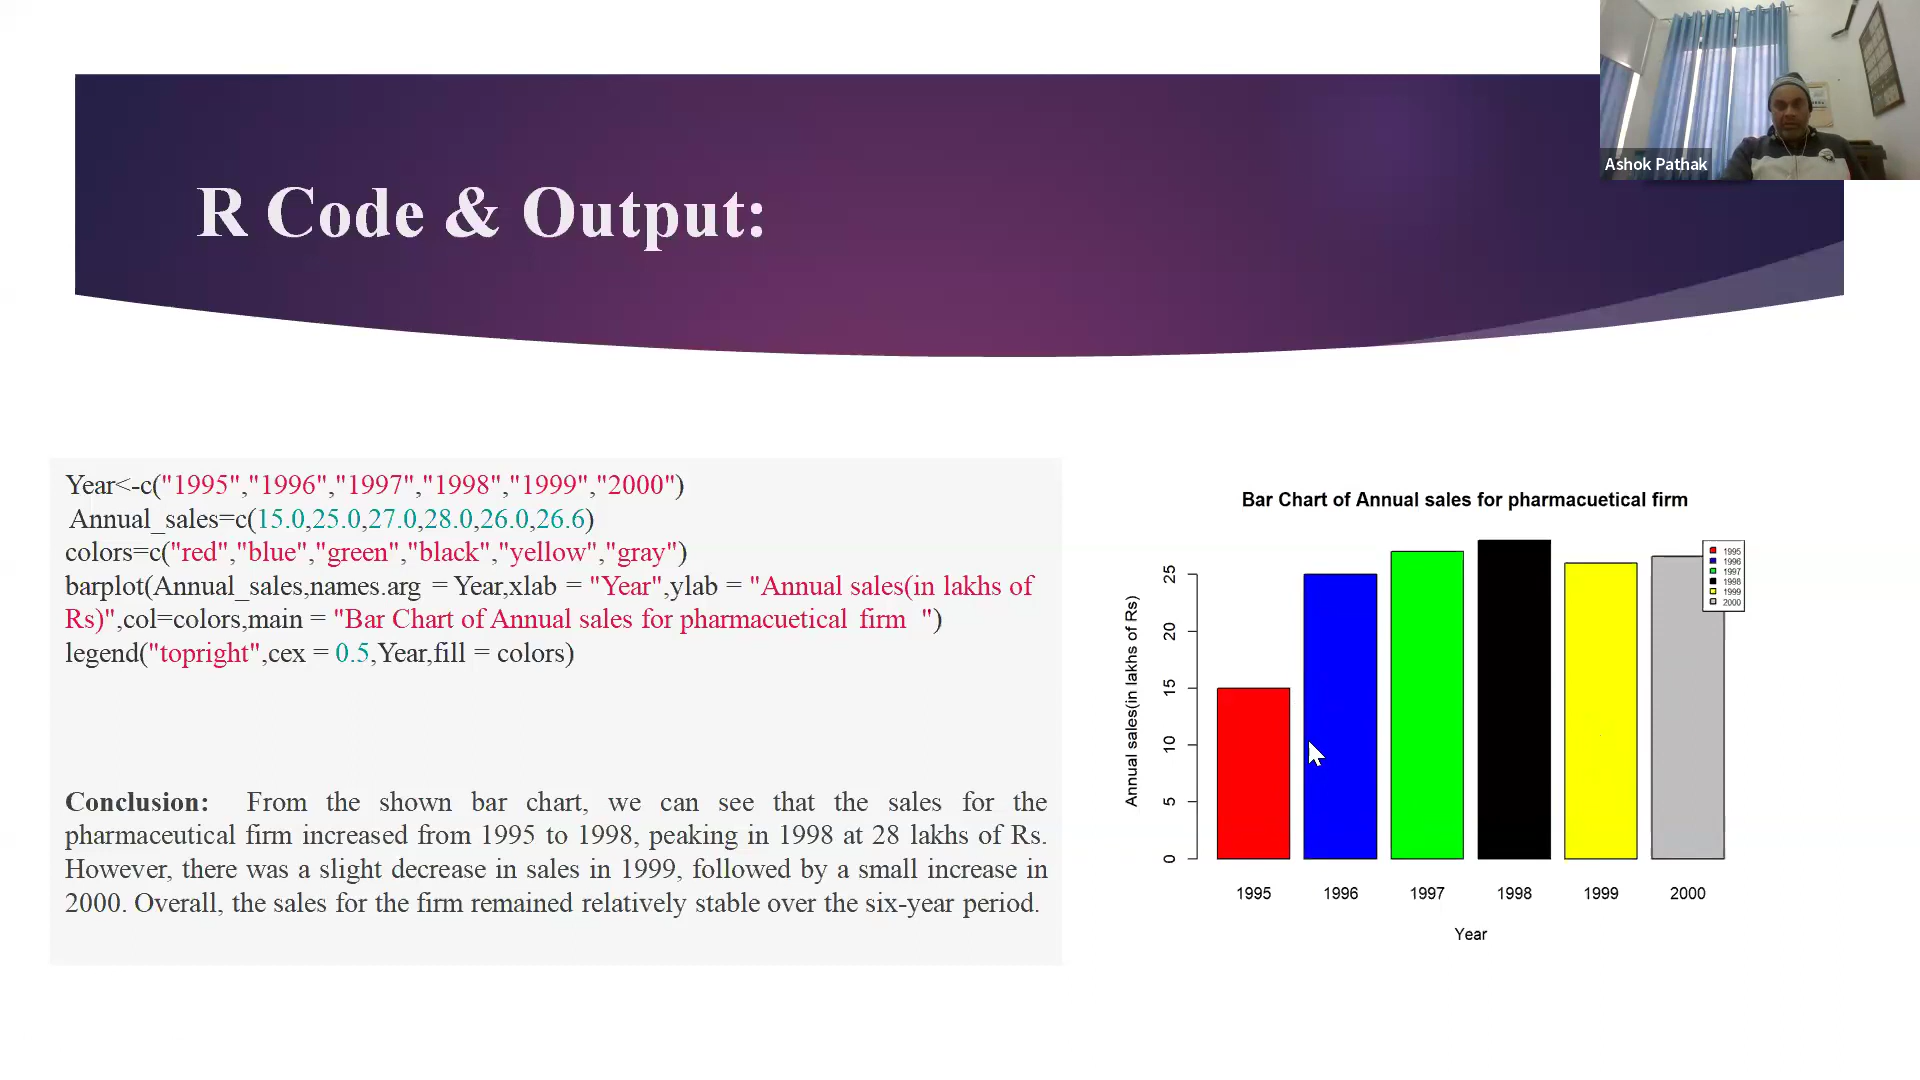 Ashok Pathak
R Code & Output:
Year<-c("1995","1996","1997","1998","1999","2000")
Annual_sales=c(15.0,25.0,27.0,28.0,26.0,26.6)
colors=c("red","blue","green","black","yellow","gray")
barplot(Annual_sales,names.arg = Year,xlab = "Year",ylab = "Annual sales(in lakhs of
Rs)",col=colors,main = "Bar Chart of Annual sales for pharmacuetical firm ")
legend("topright",cex = 0.5,Year,fill = colors)
Conclusion: From the shown bar chart, we can see that the sales for the
pharmaceutical firm increased from 1995 to 1998, peaking in 1998 at 28 lakhs of Rs.
However, there was a slight decrease in sales in 1999, followed by a small increase in
2000. Overall, the sales for the firm remained relatively stable over the six-year period.
Bar Chart of Annual sales for pharmacuetical firm
1995
1996
1997
1998
1999
2000
Annual sales(in lakhs of Rs)
25
20
15
10
5
0
1995 1996 1997 1998 1999 2000
Year